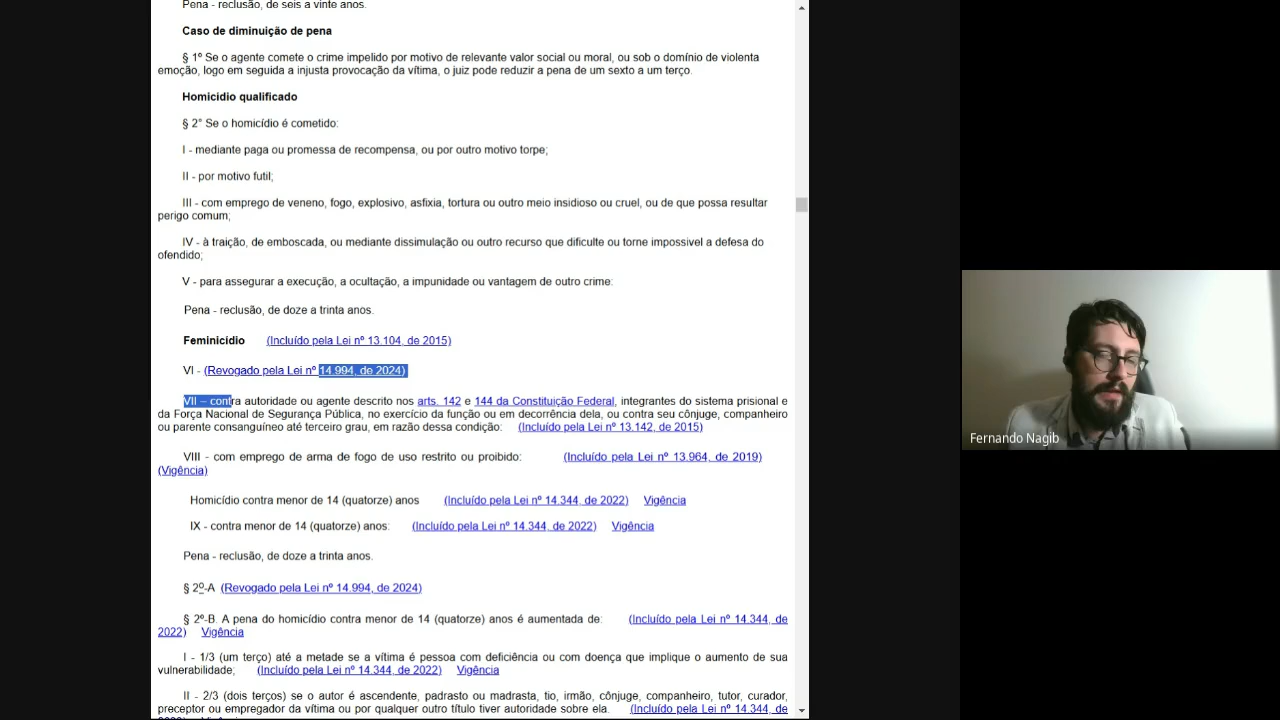 Pena - reclusão, de seis a vinte anos.
Caso de diminuição de pena
§ 1º Se o agente comete o crime impelido por motivo de relevante valor social ou moral, ou sob o domínio de violenta
emoção, logo em seguida a injusta provocação da vítima, o juiz pode reduzir a pena de um sexto a um terço.
Homicídio qualificado
§ 2° Se o homicídio é cometido:
I - mediante paga ou promessa de recompensa, ou por outro motivo torpe;
II - por motivo futil;
III - com emprego de veneno, fogo, explosivo, asfixia, tortura ou outro meio insidioso ou cruel, ou de que possa resultar
perigo comum;
IV - à traição, de emboscada, ou mediante dissimulação ou outro recurso que dificulte ou torne impossivel a defesa do
ofendido;
V - para assegurar a execução, a ocultação, a impunidade ou vantagem de outro crime:
Pena - reclusão, de doze a trinta anos.
Feminicídio (Incluído pela Lei nº 13.104, de 2015)
VI - (Revogado pela Lei nº 14.994, de 2024)
VII – contra autoridade ou agente descrito nos arts. 142 e 144 da Constituição Federal, integrantes do sistema prisional e
da Força Nacional de Segurança Pública, no exercício da função ou em decorrência dela, ou contra seu cônjuge, companheiro
ou parente consanguíneo até terceiro grau, em razão dessa condição: (Incluído pela Lei nº 13.142, de 2015)
VIII - com emprego de arma de fogo de uso restrito ou proibido: (Incluído pela Lei nº 13.964, de 2019)
(Vigência)
Homicídio contra menor de 14 (quatorze) anos (Incluído pela Lei nº 14.344, de 2022) Vigência
IX - contra menor de 14 (quatorze) anos: (Incluído pela Lei nº 14.344, de 2022) Vigência
Pena - reclusão, de doze a trinta anos.
§ 2º-A (Revogado pela Lei nº 14.994, de 2024)
§ 2º-B. A pena do homicídio contra menor de 14 (quatorze) anos é aumentada de: (Incluído pela Lei nº 14.344, de
2022) Vigência
I - 1/3 (um terço) até a metade se a vítima é pessoa com deficiência ou com doença que implique o aumento de sua
vulnerabilidade; (Incluído pela Lei nº 14.344, de 2022) Vigência
II - 2/3 (dois terços) se o autor é ascendente, padrasto ou madrasta, tio, irmão, cônjuge, companheiro, tutor, curador,
preceptor ou empregador da vítima ou por qualquer outro título tiver autoridade sobre ela. (Incluído pela Lei nº 14.344, de
Fernando Nagib